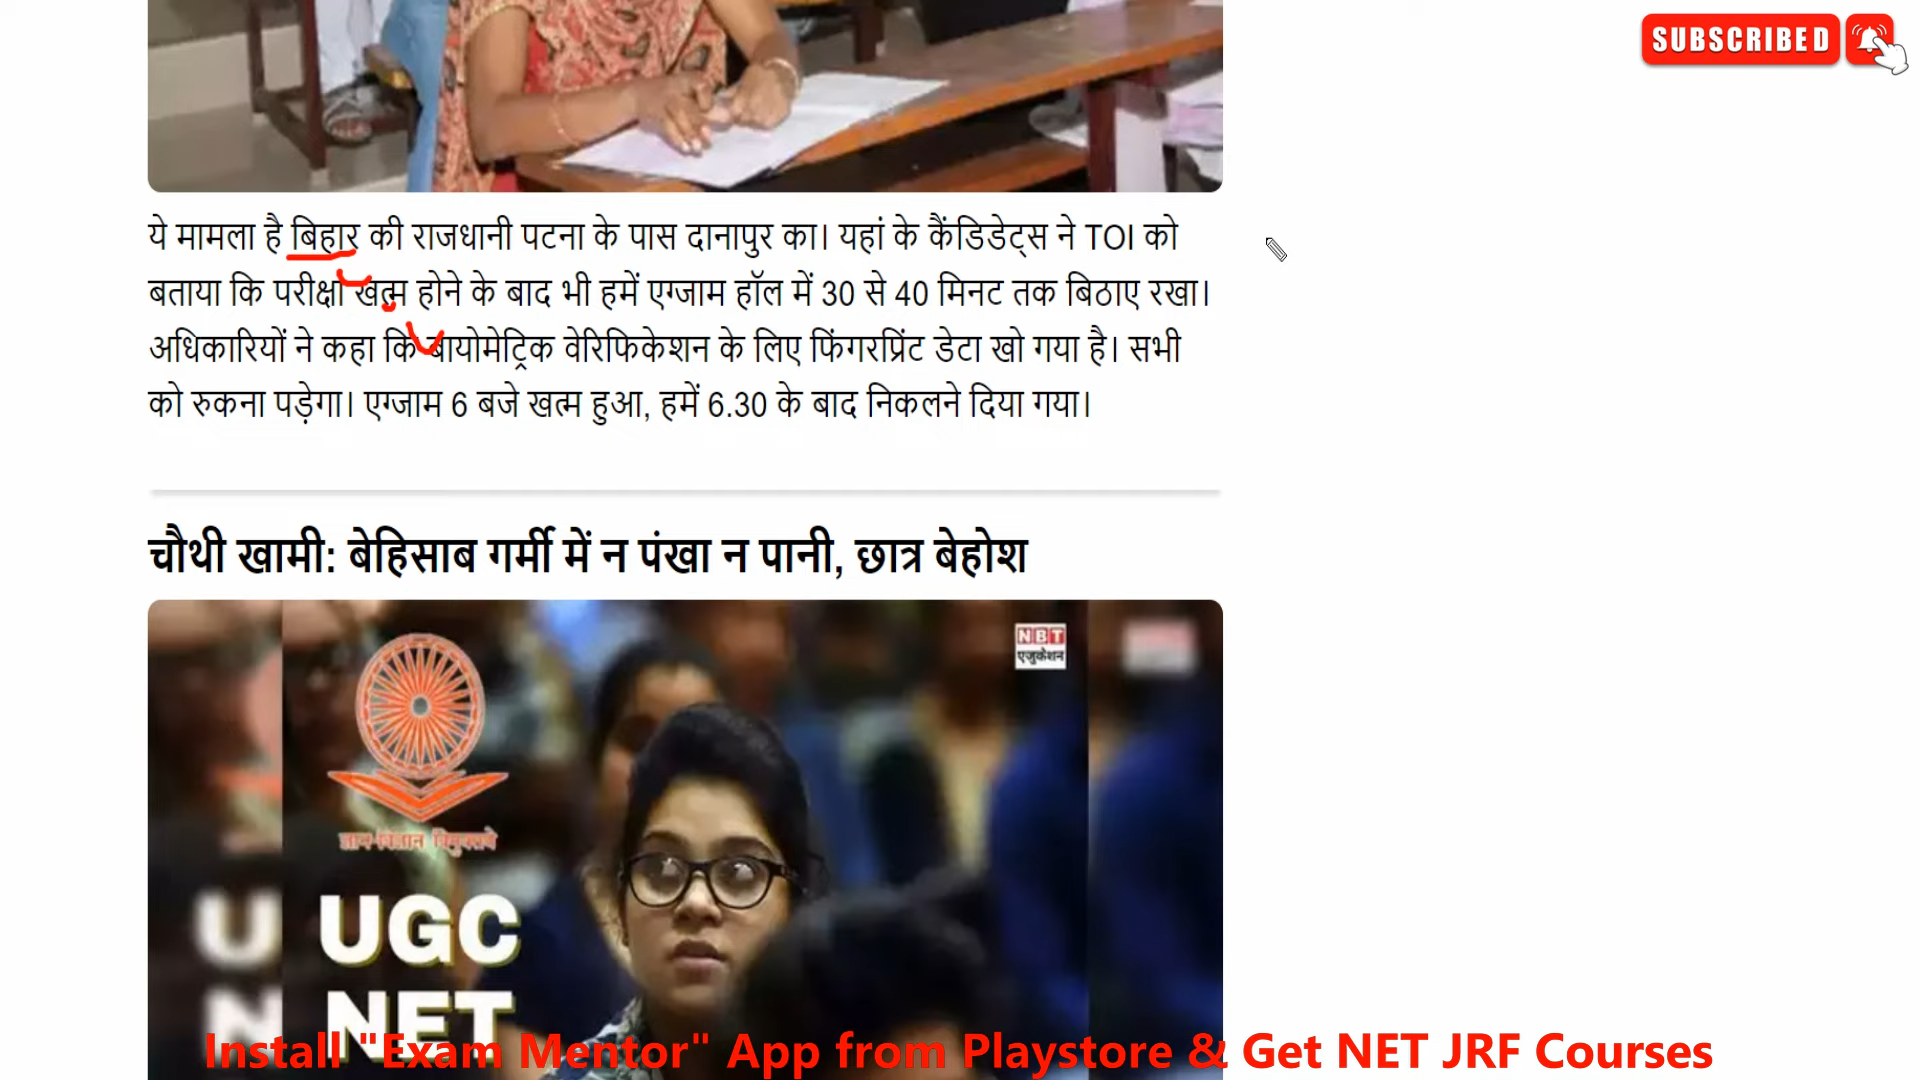 SUBSCRIBED
ये मामला है बिहार की राजधानी पटना के पास दानापुर का। यहां के कैंडिडेट्स ने TOI को
बताया कि परीक्षा खत्म होने के बाद भी हमें एग्जाम हॉल में 30 से 40 मिनट तक बिठाए रखा।
अधिकारियों ने कहा कि बायोमेट्रिक वेरिफिकेशन के लिए फिंगरप्रिंट डेटा खो गया है। सभी
को रुकना पड़ेगा। एग्जाम 6 बजे खत्म हुआ, हमें 6.30 के बाद निकलने दिया गया।
चौथी खामी: बेहिसाब गर्मी में न पंखा न पानी, छात्र बेहोश
NBT
एजुकेशन
ज्ञान-विज्ञान विमुक्तये
U UGC
N NET
Install "Exam Mentor" App from Playstore & Get NET JRF Courses